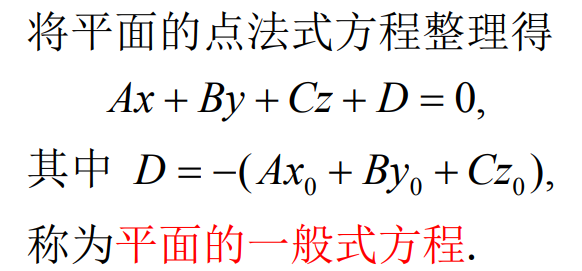 将平面的点法式方程整理得
Ax + By + Cz + D = 0,
其中 D = −( Ax₀ + By₀ + Cz₀ ),
称为平面的一般式方程.